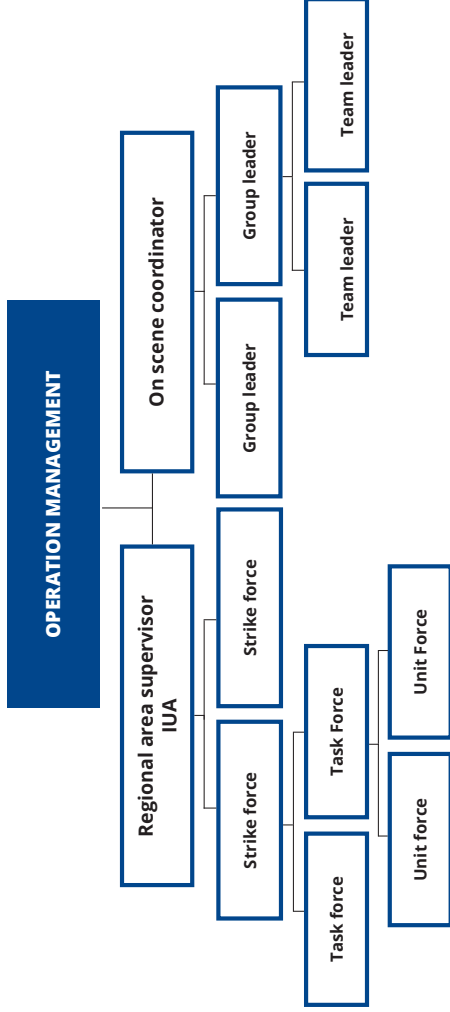 OPERATION MANAGEMENT
Regional area supervisor
IUA
On scene coordinator
Strike force
Strike force
Group leader
Group leader
Task force
Task Force
Team leader
Team leader
Unit force
Unit Force